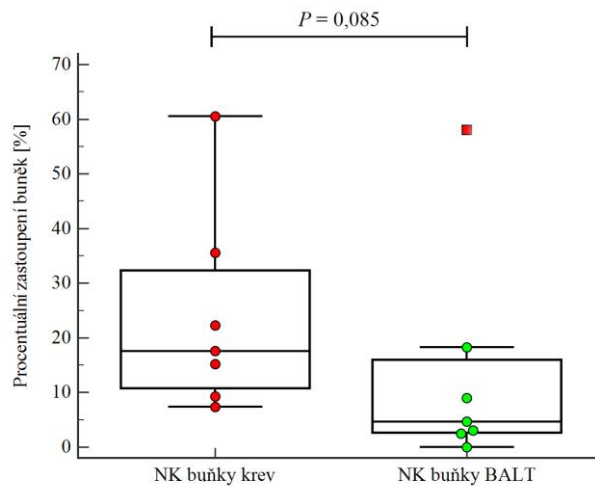 P = 0,085
Procentuální zastoupení buněk [%]
70
60
50
40
30
20
10
0
NK buňky krev
NK buňky BALT